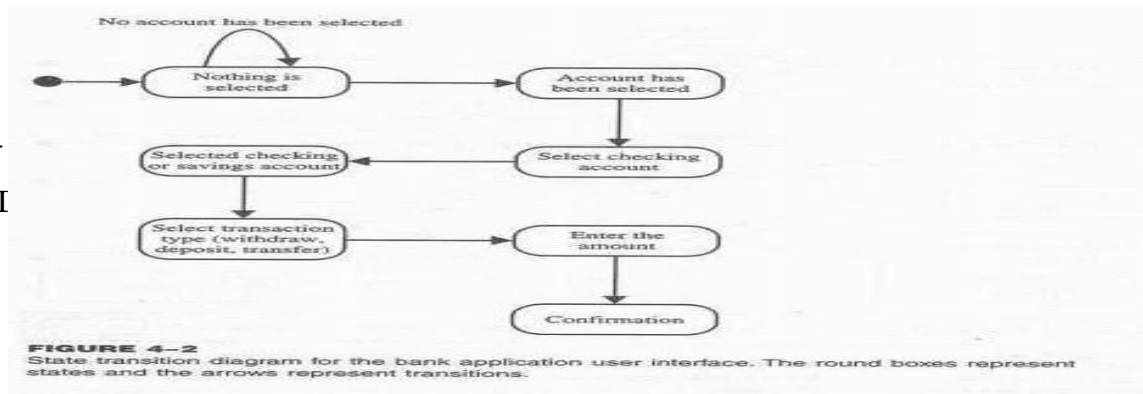 No account has been selected
Nothing is
selected
Account has
been selected
Selected checking
or savings account
Select checking
account
Select transaction
type (withdraw,
deposit, transfer)
Enter the
amount
Confirmation
FIGURE 4–2
State transition diagram for the bank application user interface. The round boxes represent
states and the arrows represent transitions.